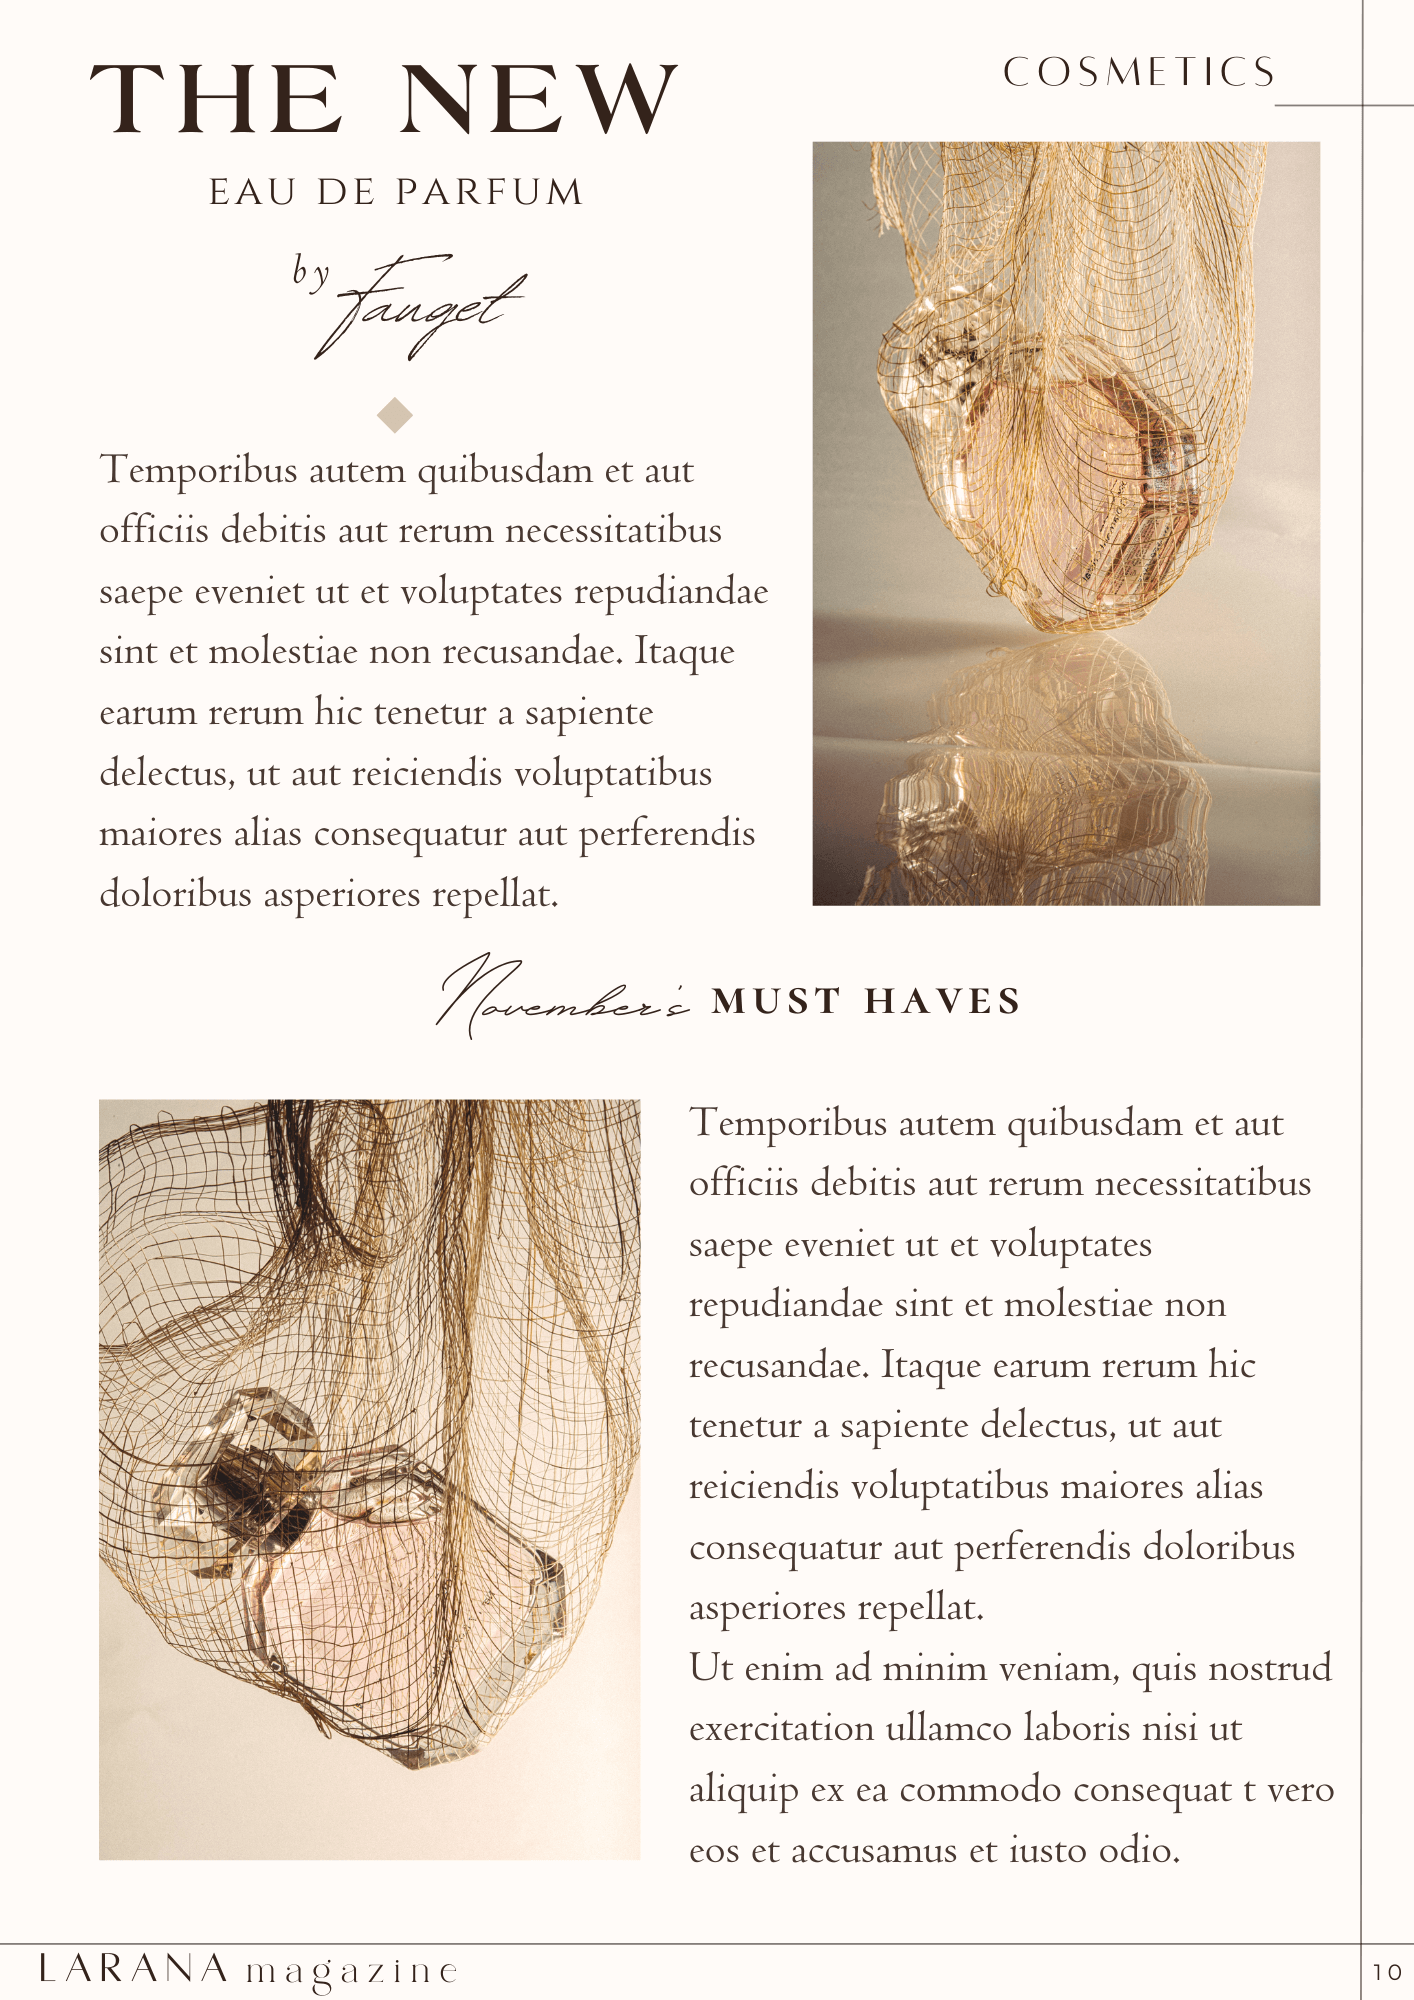 THE NEW
COSMETICS
EAU DE PARFUM
by Fauget
Temporibus autem quibusdam et aut
officiis debitis aut rerum necessitatibus
saepe eveniet ut et voluptates repudiandae
sint et molestiae non recusandae. Itaque
earum rerum hic tenetur a sapiente
delectus, ut aut reiciendis voluptatibus
maiores alias consequatur aut perferendis
doloribus asperiores repellat.
November's MUST HAVES
Temporibus autem quibusdam et aut
officiis debitis aut rerum necessitatibus
saepe eveniet ut et voluptates
repudiandae sint et molestiae non
recusandae. Itaque earum rerum hic
tenetur a sapiente delectus, ut aut
reiciendis voluptatibus maiores alias
consequatur aut perferendis doloribus
asperiores repellat.
Ut enim ad minim veniam, quis nostrud
exercitation ullamco laboris nisi ut
aliquip ex ea commodo consequat t vero
eos et accusamus et iusto odio.
LARANA magazine
10